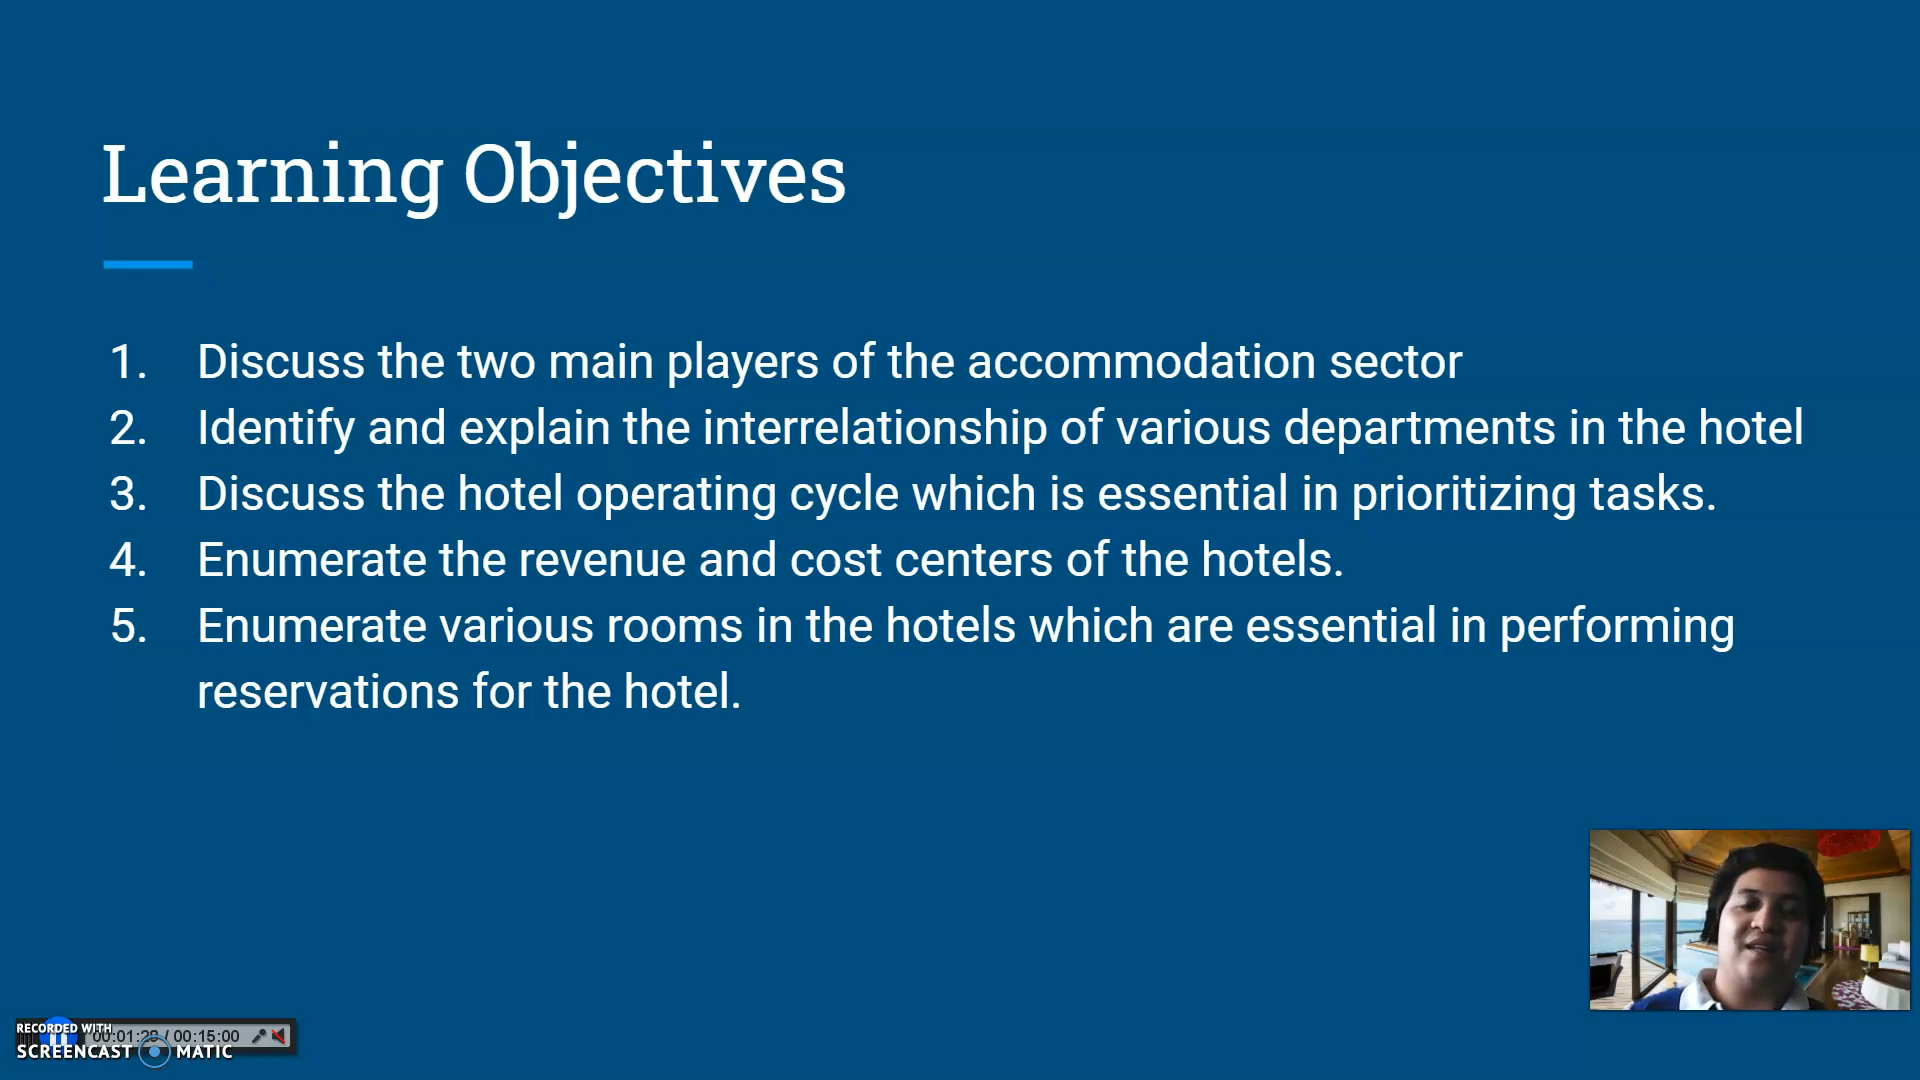 Learning Objectives
1. Discuss the two main players of the accommodation sector
2. Identify and explain the interrelationship of various departments in the hotel
3. Discuss the hotel operating cycle which is essential in prioritizing tasks.
4. Enumerate the revenue and cost centers of the hotels.
5. Enumerate various rooms in the hotels which are essential in performing
reservations for the hotel.
RECORDED WITH
/ 00:15:00
SCREENCAST MATIC